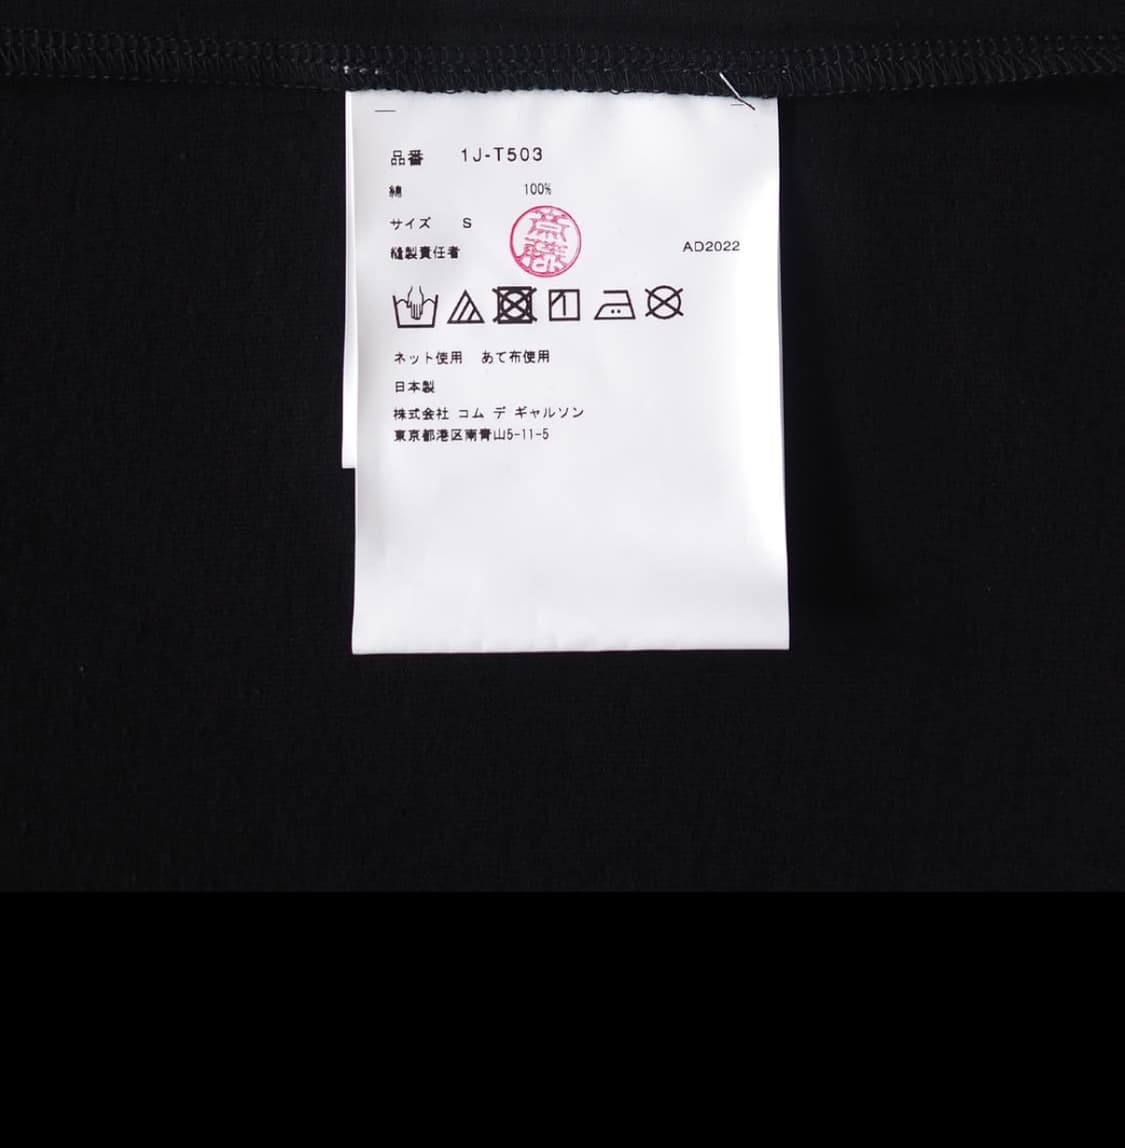 品番 1J-T503
綿 100%
サイズ S
斎藤
縫製責任者 AD2022
ネット使用 あて布使用
日本製
株式会社 コム デ ギャルソン
東京都港区南青山5-11-5